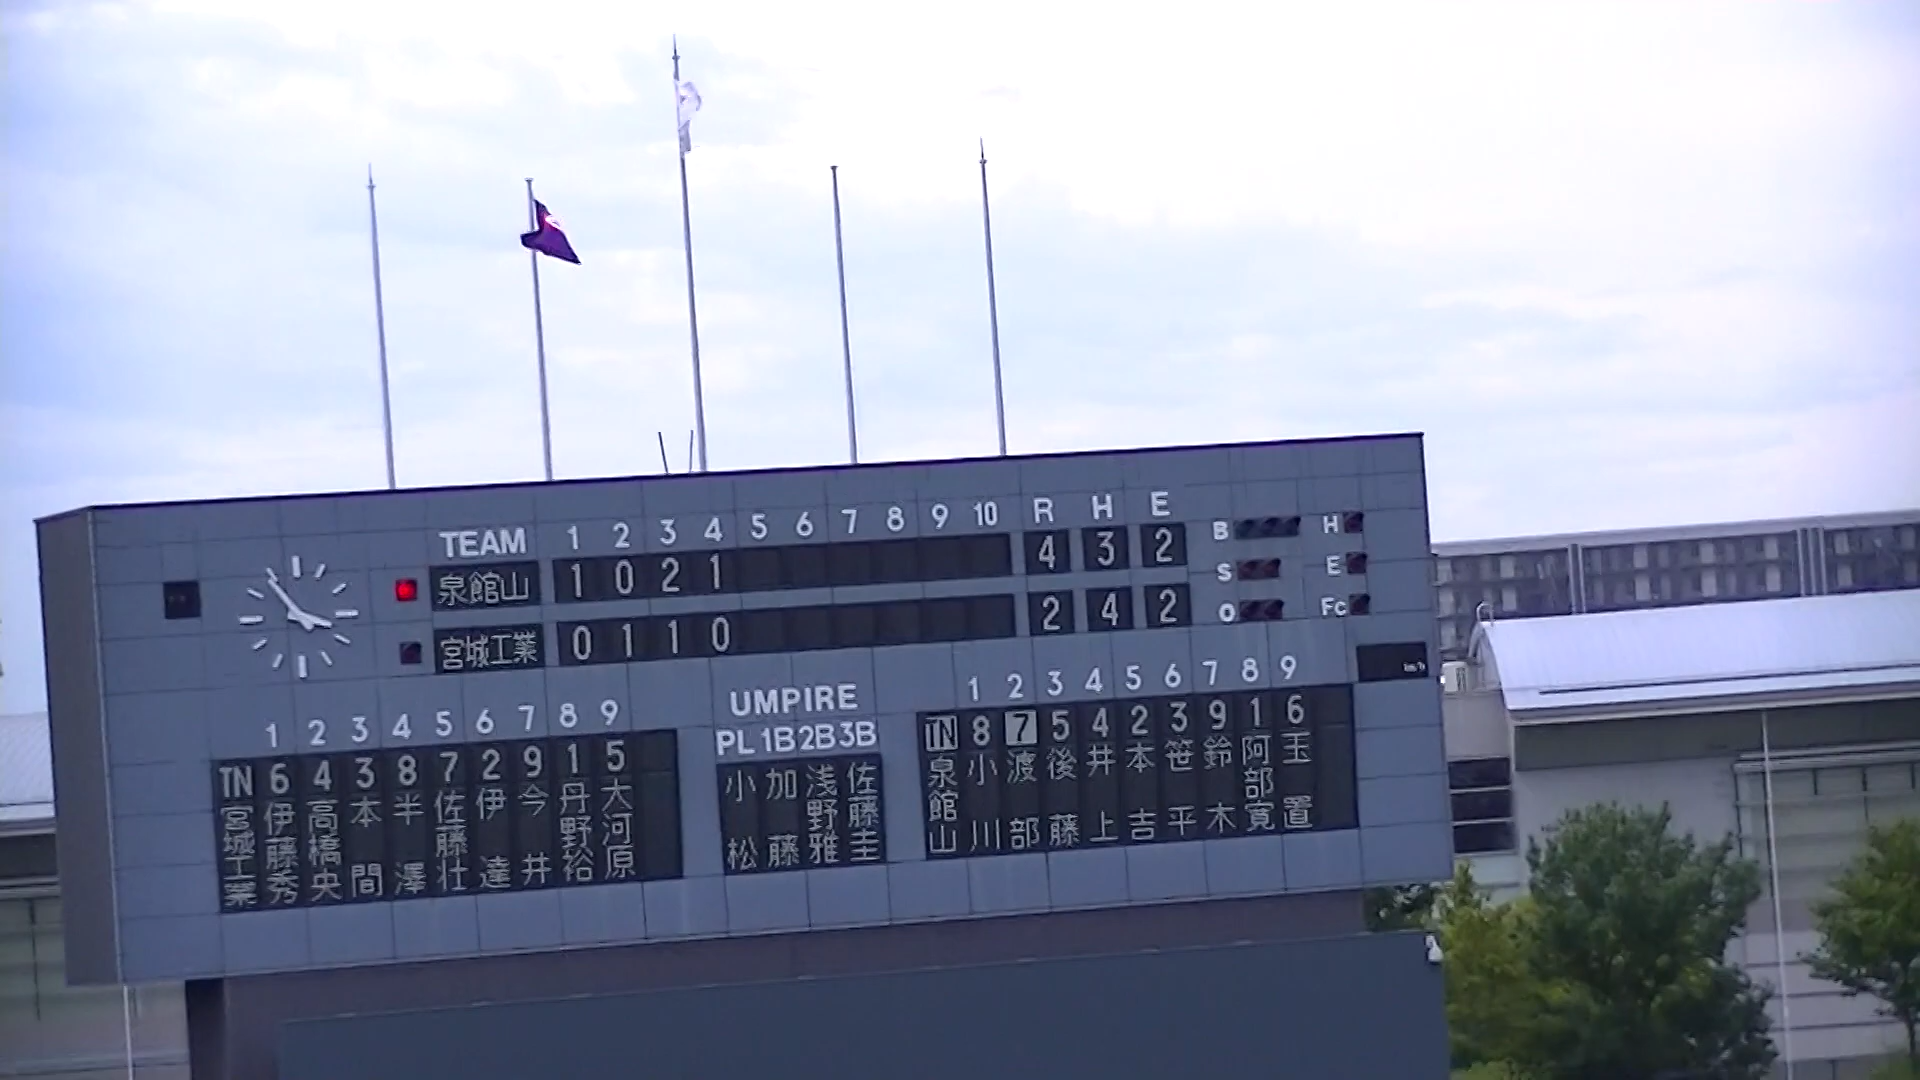 TEAM 1 2 3 4 5 6 7 8 9 10 R H E
泉館山 1 0 2 1 4 3 2
宮城工業 0 1 1 0 2 4 2
B H
S E
O Fc
UMPIRE
PL 1B 2B 3B
小松 加藤 浅野雅 佐藤圭
1 2 3 4 5 6 7 8 9
IN 6 4 3 8 7 2 9 1 5
宮城工業 伊藤秀 高橋央 本間 半澤 佐藤壮 伊達 今井 丹野裕 大河原
1 2 3 4 5 6 7 8 9
IN 8 7 5 4 2 3 9 1 6
泉館山 小川 渡部 後藤 井上 本吉 笹平 鈴木 阿部寛 玉置